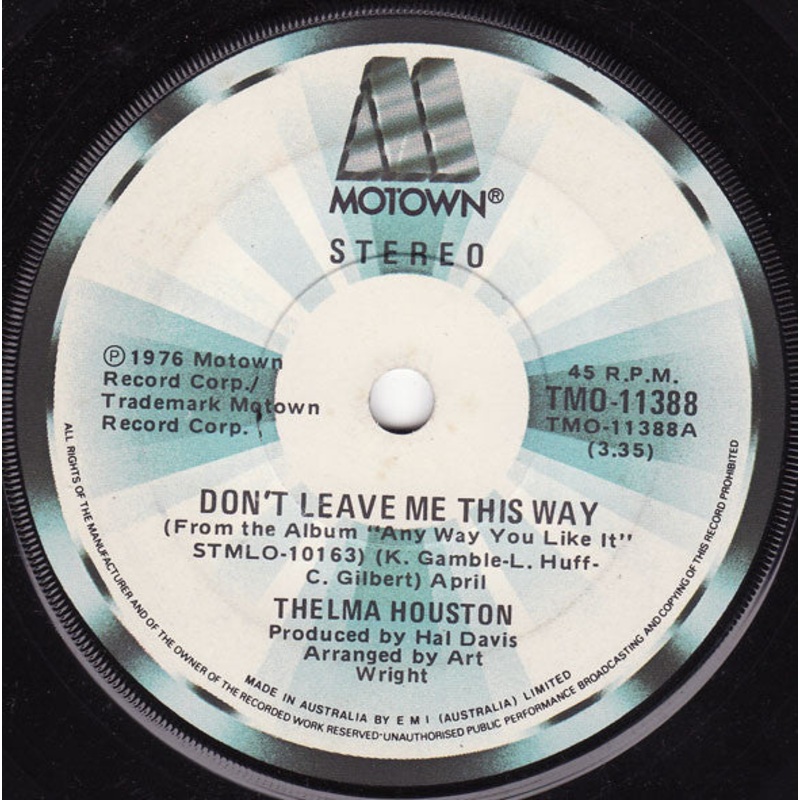 MOTOWN®
STEREO
Ⓟ 1976 Motown
Record Corp./
Trademark Motown
Record Corp.
45 R.P.M.
TMO-11388
TMO-11388A
(3.35)
DON'T LEAVE ME THIS WAY
(From the Album "Any Way You Like It"
STMLO-10163) (K. Gamble-L. Huff-
C. Gilbert) April
THELMA HOUSTON
Produced by Hal Davis
Arranged by Art
Wright
MADE IN AUSTRALIA BY E M I (AUSTRALIA) LIMITED
ALL RIGHTS OF THE MANUFACTURER AND OF THE OWNER OF THE RECORDED WORK RESERVED-UNAUTHORISED PUBLIC PERFORMANCE BROADCASTING AND COPYING OF THIS RECORD PROHIBITED